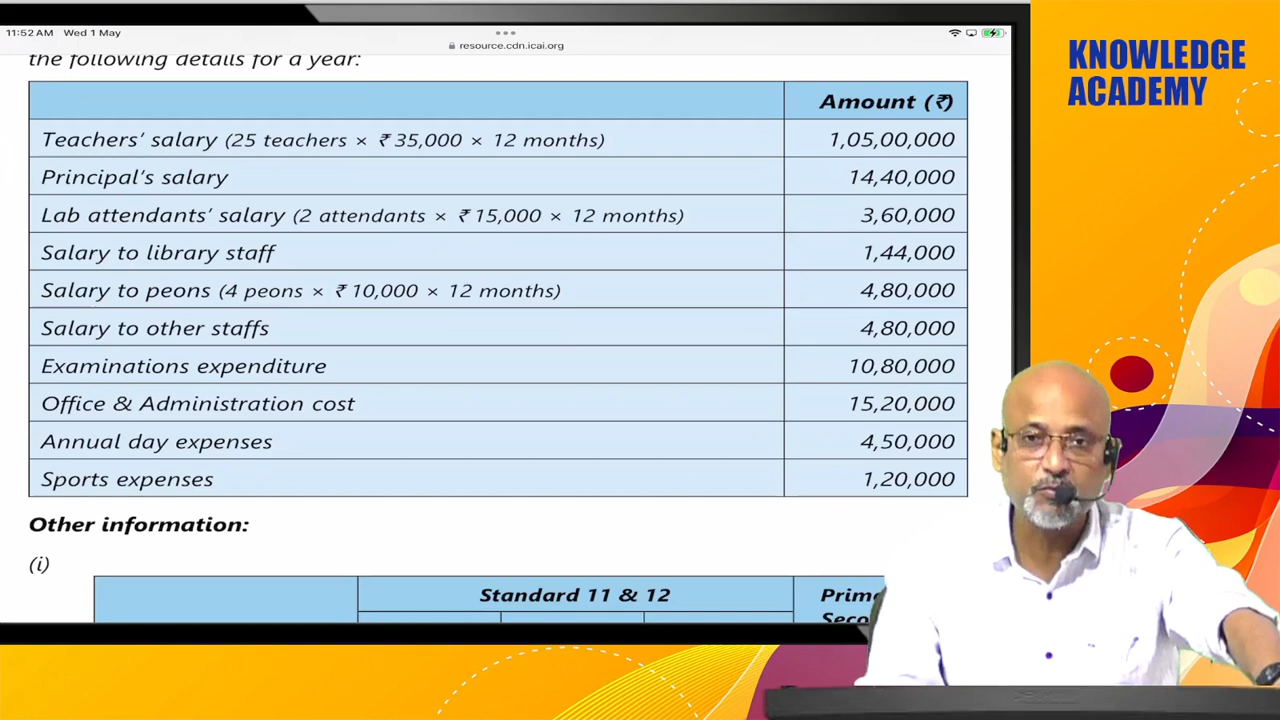 11:52 AM Wed 1 May
resource.cdn.icai.org
KNOWLEDGE
ACADEMY
the following details for a year:
Amount (₹)
Teachers’ salary (25 teachers × ₹ 35,000 × 12 months) 1,05,00,000
Principal’s salary 14,40,000
Lab attendants’ salary (2 attendants × ₹ 15,000 × 12 months) 3,60,000
Salary to library staff 1,44,000
Salary to peons (4 peons × ₹ 10,000 × 12 months) 4,80,000
Salary to other staffs 4,80,000
Examinations expenditure 10,80,000
Office & Administration cost 15,20,000
Annual day expenses 4,50,000
Sports expenses 1,20,000
Other information:
(i)
Standard 11 & 12